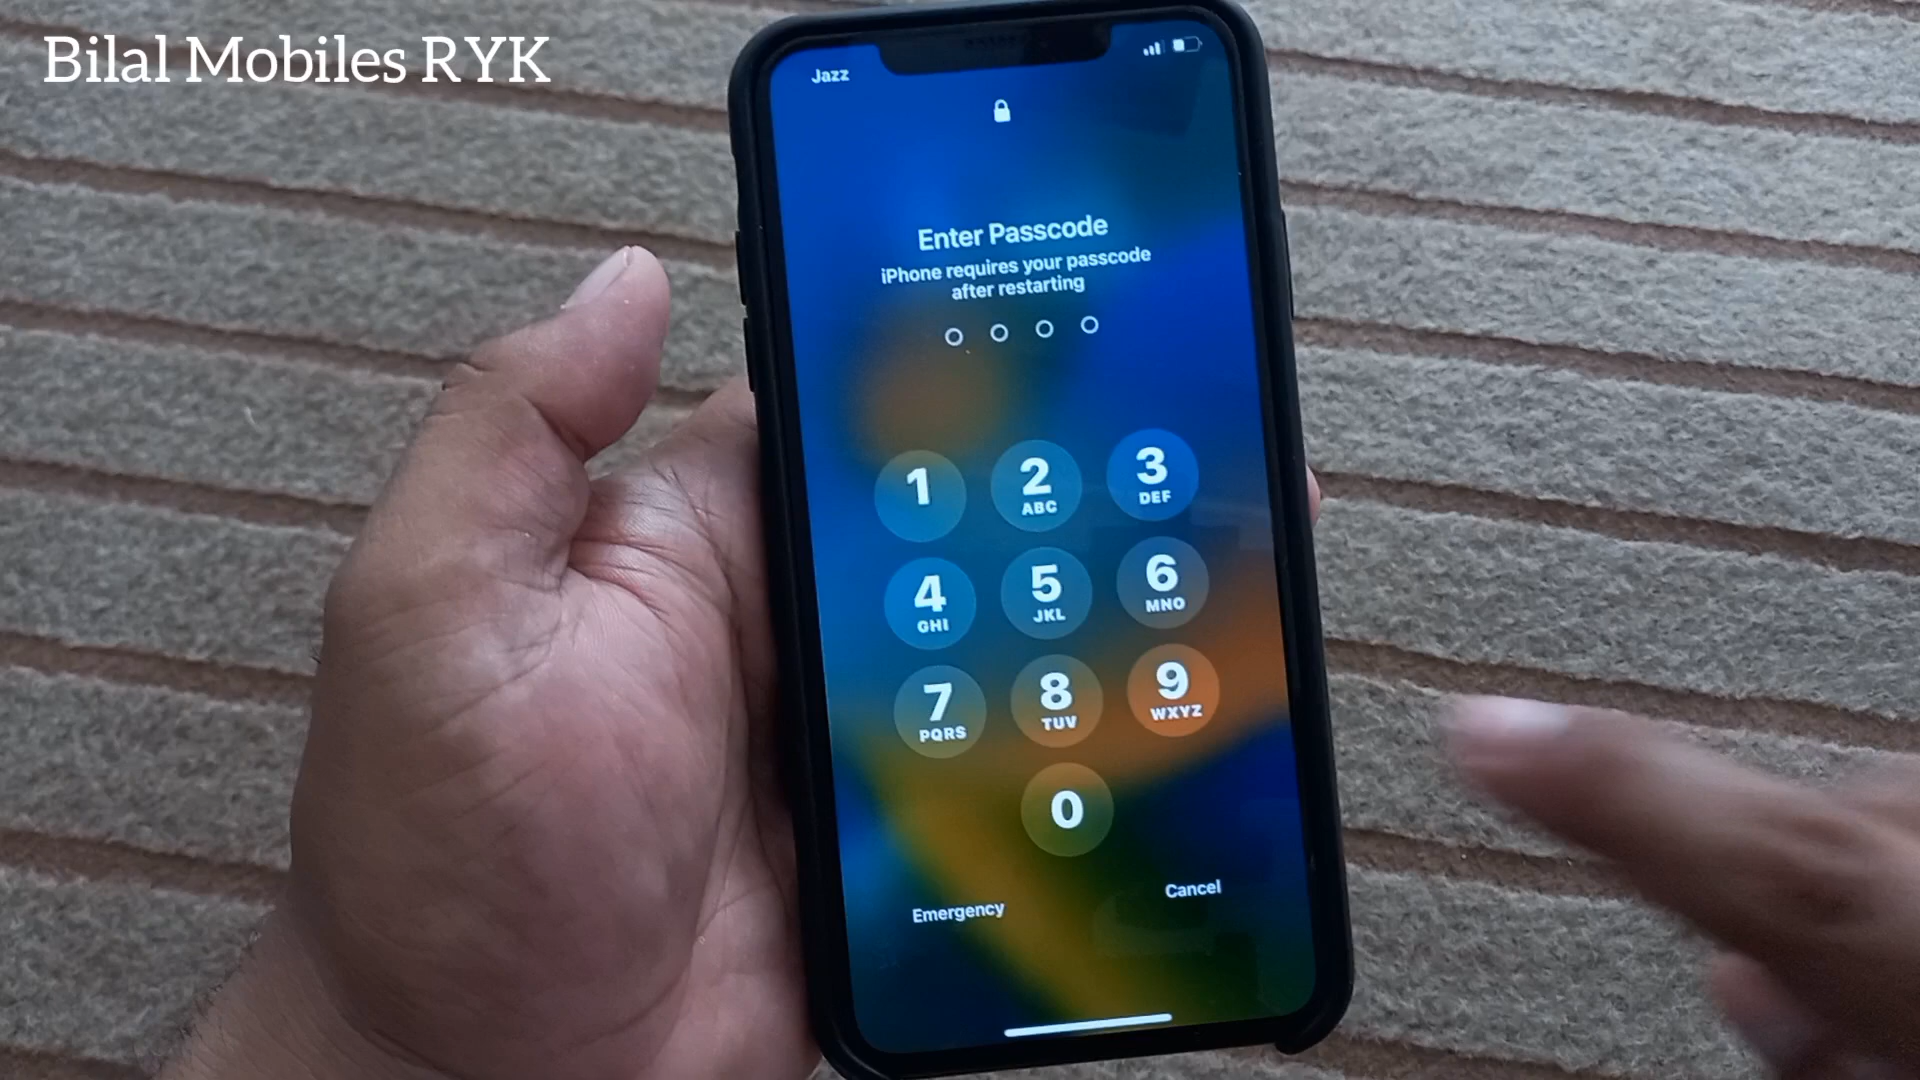 Bilal Mobiles RYK
Jazz
Enter Passcode
iPhone requires your passcode
after restarting
1
2
ABC
3
DEF
4
GHI
5
JKL
6
MNO
7
PQRS
8
TUV
9
WXYZ
0
Emergency
Cancel